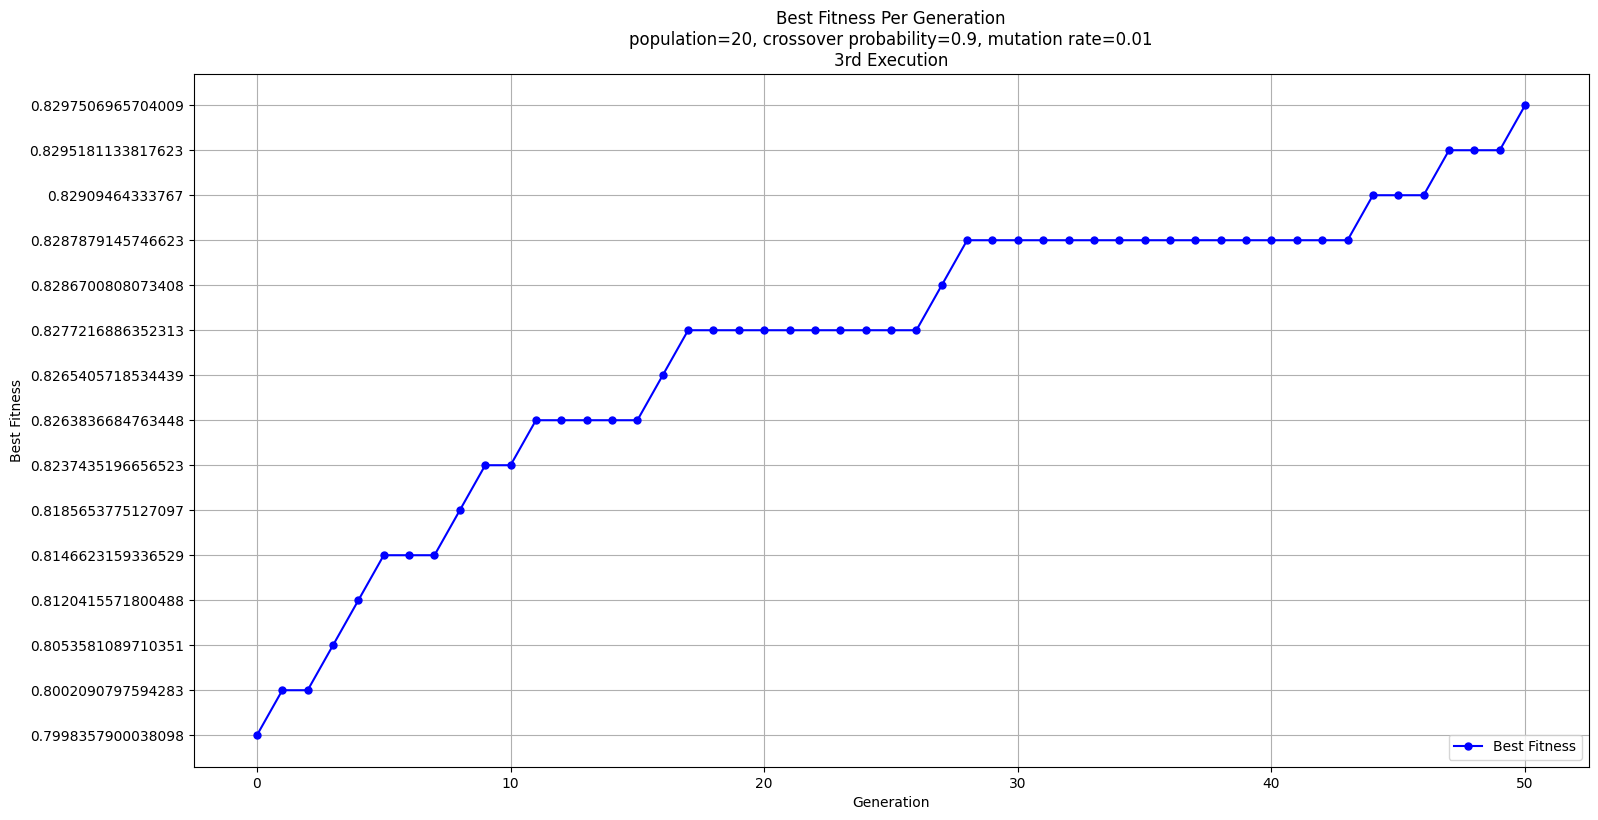 Best Fitness Per Generation
population=20, crossover probability=0.9, mutation rate=0.01
3rd Execution
Best Fitness
0.8297506965704009
0.8295181133817623
0.82909464333767
0.8287879145746623
0.8286700808073408
0.8277216886352313
0.8265405718534439
0.8263836684763448
0.8237435196656523
0.8185653775127097
0.8146623159336529
0.8120415571800488
0.8053581089710351
0.8002090797594283
0.7998357900038098
Best Fitness
0 10 20 30 40 50
Generation